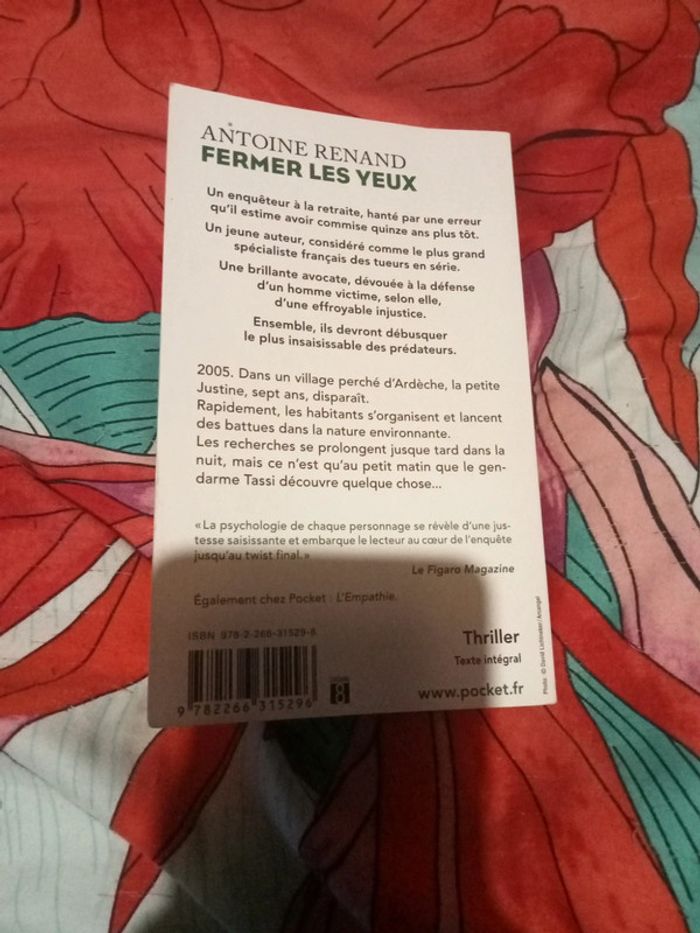 ANTOINE RENAND
FERMER LES YEUX
Un enquêteur à la retraite, hanté par une erreur
qu'il estime avoir commise quinze ans plus tôt.
Un jeune auteur, considéré comme le plus grand
spécialiste français des tueurs en série.
Une brillante avocate, dévouée à la défense
d'un homme victime, selon elle,
d'une effroyable injustice.
Ensemble, ils devront débusquer
le plus insaisissable des prédateurs.
2005. Dans un village perché d'Ardèche, la petite
Justine, sept ans, disparaît.
Rapidement, les habitants s'organisent et lancent
des battues dans la nature environnante.
Les recherches se prolongent jusque tard dans la
nuit, mais ce n'est qu'au petit matin que le gen-
darme Tassi découvre quelque chose...
« La psychologie de chaque personnage se révèle d'une jus-
tesse saisissante et embarque le lecteur au cœur de l'enquête
jusqu'au twist final. »
Le Figaro Magazine
Également chez Pocket : L'Empathie.
ISBN 978-2-266-31529-6
9 782266 315296
Thriller
Texte intégral
www.pocket.fr
Photo : © David Lichtneker / Arcangel